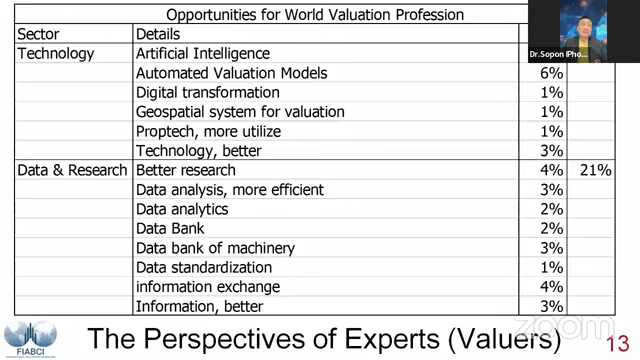 Opportunities for World Valuation Profession
Sector Details
Technology Artificial Intelligence
Automated Valuation Models 6%
Digital transformation 1%
Geospatial system for valuation 1%
Proptech, more utilize 1%
Technology, better 3%
Data & Research Better research 4% 21%
Data analysis, more efficient 3%
Data analytics 2%
Data Bank 2%
Data bank of machinery 3%
Data standardization 1%
information exchange 4%
Information, better 3%
Dr.Sopon (Pho...
zoom
FIABCI
The Perspectives of Experts (Valuers) 13